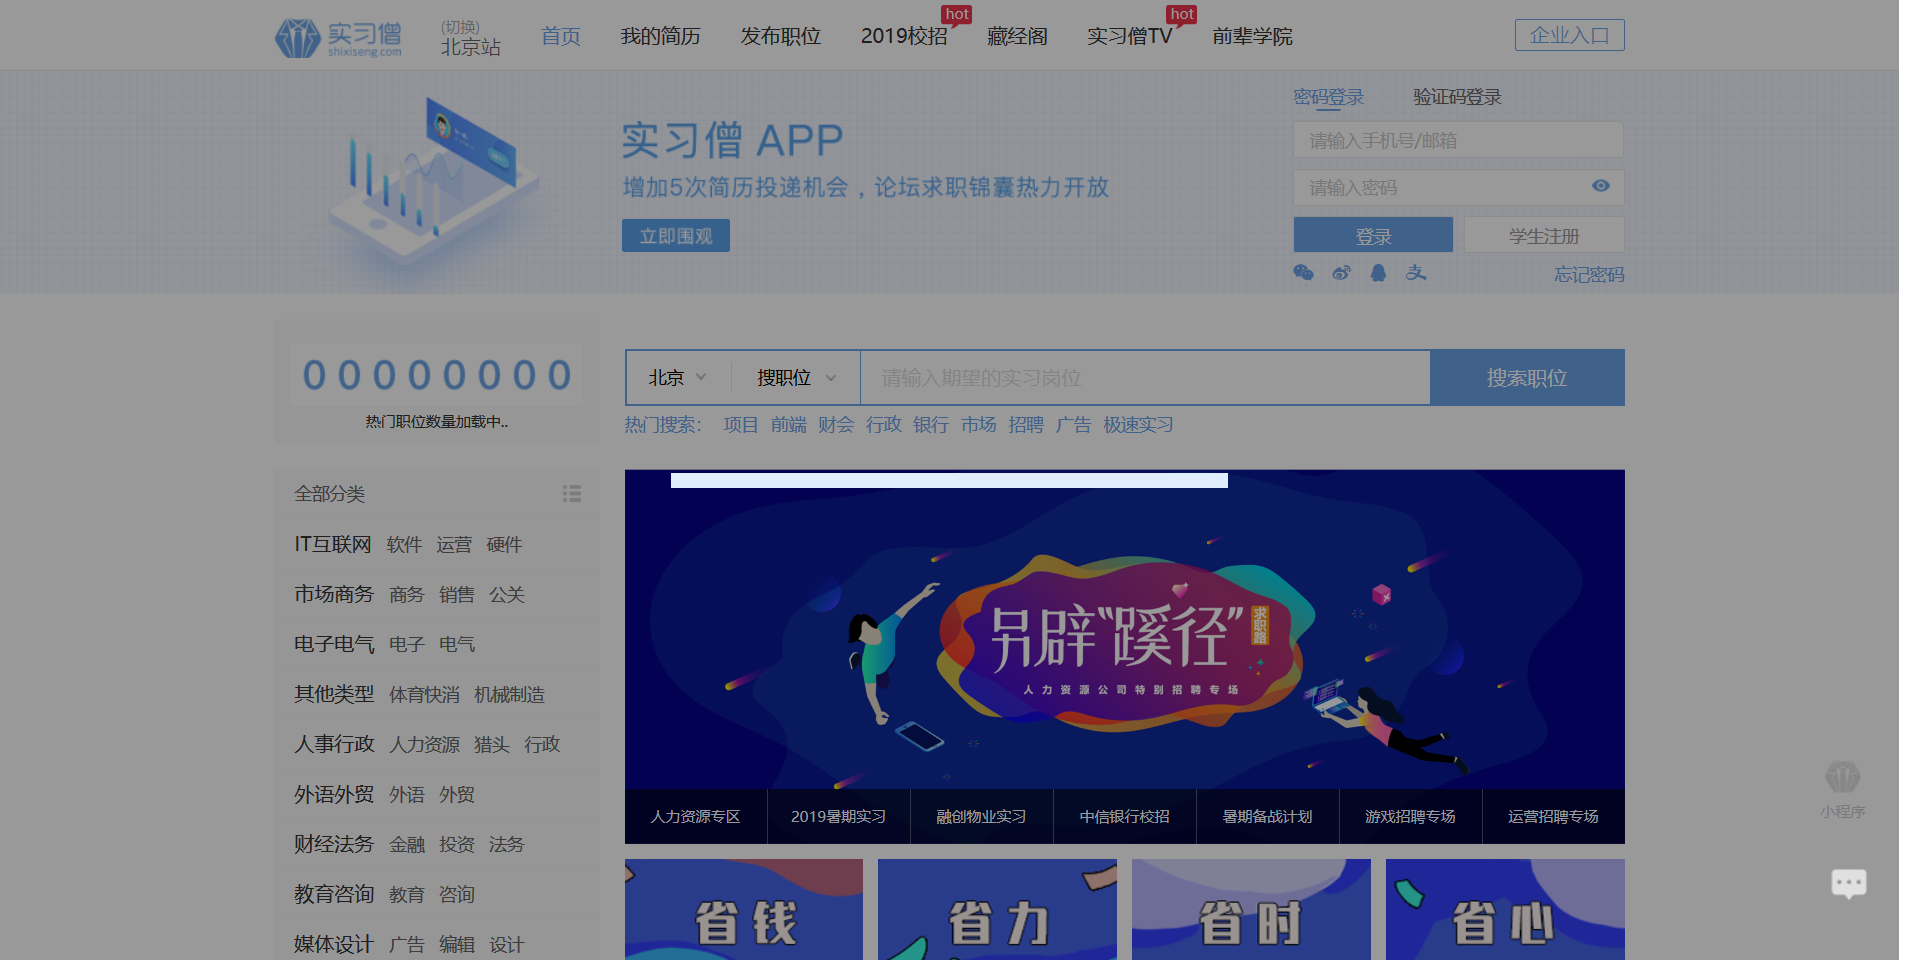 实习僧
shixiseng.com
(切换)
北京站
首页 我的简历 发布职位 2019校招 hot 藏经阁 实习僧TV hot 前辈学院
企业入口
实习僧 APP
增加5次简历投递机会，论坛求职锦囊热力开放
立即围观
密码登录 验证码登录
请输入手机号/邮箱
请输入密码
登录 学生注册
忘记密码
0 0 0 0 0 0 0 0
热门职位数量加载中..
北京 搜职位 请输入期望的实习岗位 搜索职位
热门搜索： 项目 前端 财会 行政 银行 市场 招聘 广告 极速实习
全部分类
IT互联网 软件 运营 硬件
市场商务 商务 销售 公关
电子电气 电子 电气
其他类型 体育快消 机械制造
人事行政 人力资源 猎头 行政
外语外贸 外语 外贸
财经法务 金融 投资 法务
教育咨询 教育 咨询
媒体设计 广告 编辑 设计
另辟“蹊径”
求职路
人力资源公司特别招聘专场
人力资源专区 2019暑期实习 融创物业实习 中信银行校招 暑期备战计划 游戏招聘专场 运营招聘专场
省钱 省力 省时 省心
小程序